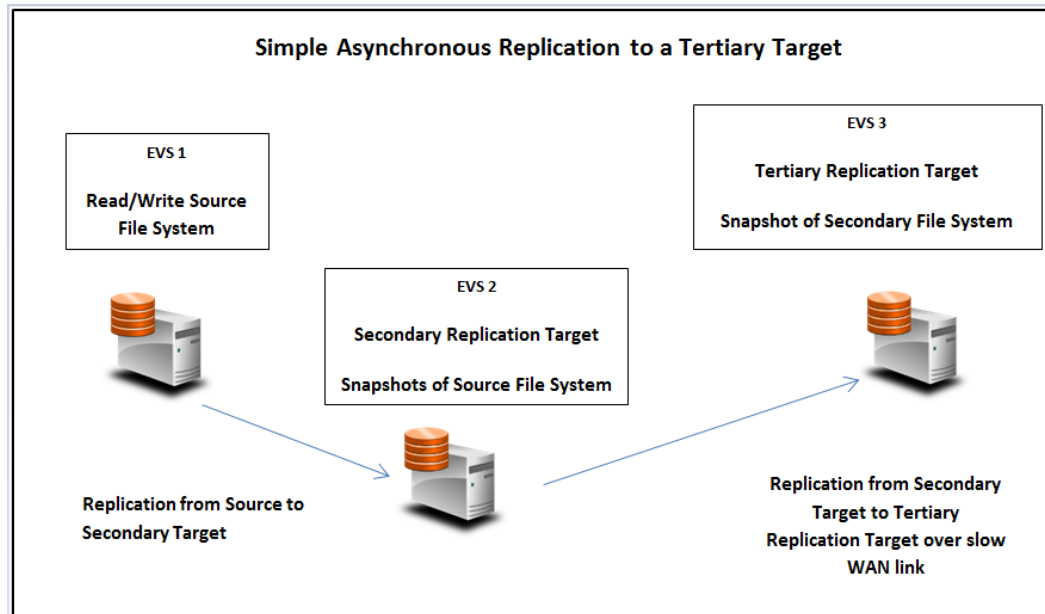 Simple Asynchronous Replication to a Tertiary Target
EVS 1
Read/Write Source
File System
EVS 2
Secondary Replication Target
Snapshots of Source File System
EVS 3
Tertiary Replication Target
Snapshot of Secondary File System
Replication from Source to
Secondary Target
Replication from Secondary
Target to Tertiary
Replication Target over slow
WAN link